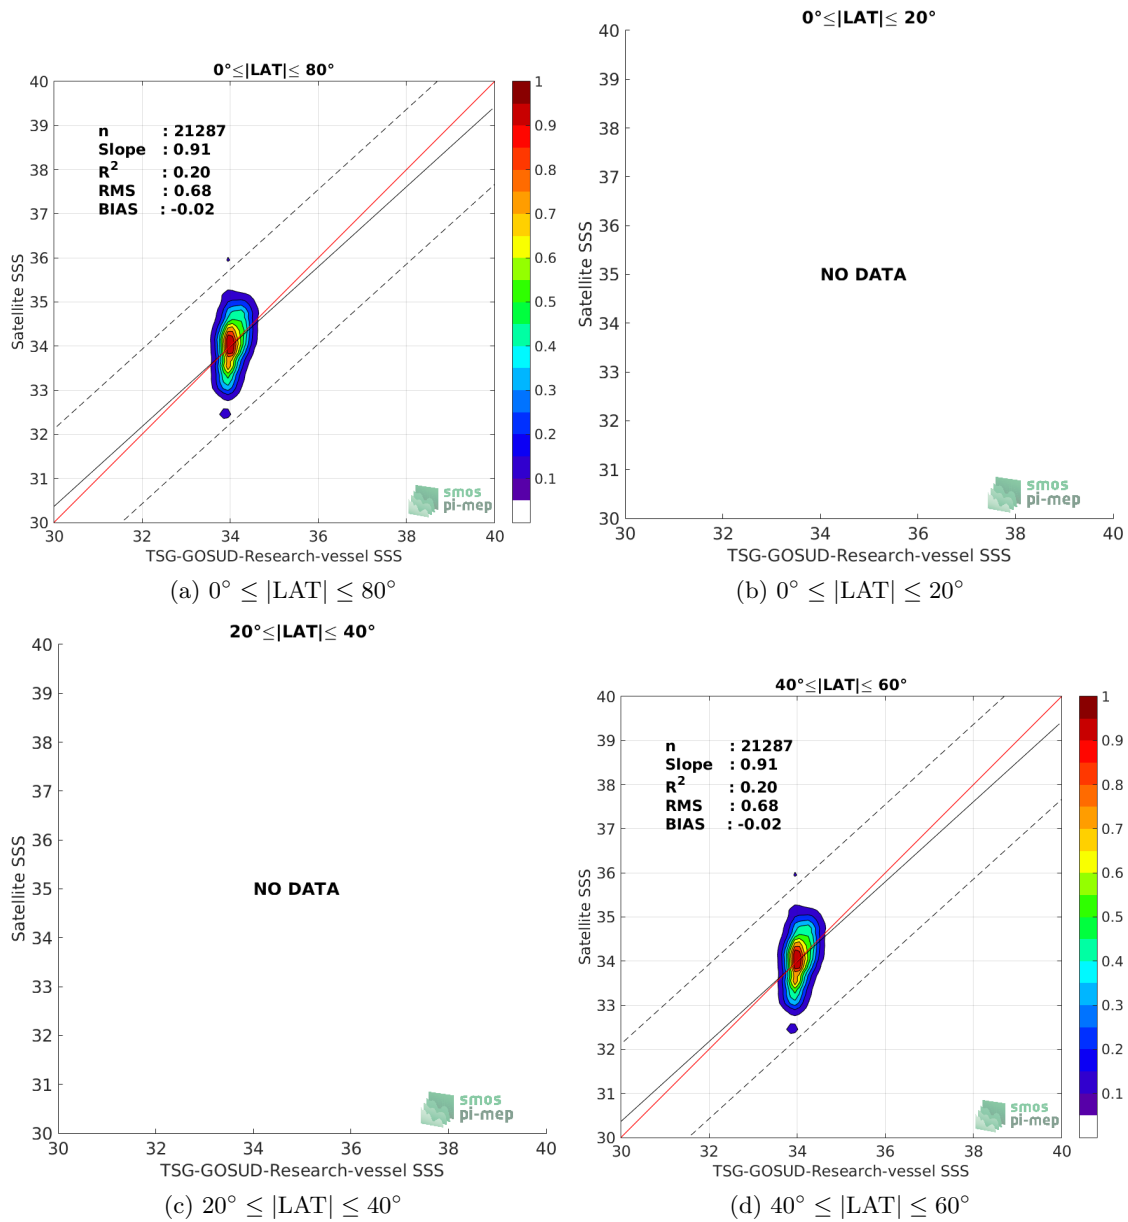 0°≤|LAT|≤ 80°
40
39
38
37
36
35
34
33
32
31
30
n : 21287
Slope : 0.91
R2 : 0.20
RMS : 0.68
BIAS : -0.02
Satellite SSS
smos
pi-mep
30 32 34 36 38 40
TSG-GOSUD-Research-vessel SSS
1
0.9
0.8
0.7
0.6
0.5
0.4
0.3
0.2
0.1
(a) 0° ≤ |LAT| ≤ 80°
0°≤|LAT|≤ 20°
40
39
38
37
36
35
34
33
32
31
30
Satellite SSS
NO DATA
smos
pi-mep
30 32 34 36 38 40
TSG-GOSUD-Research-vessel SSS
(b) 0° ≤ |LAT| ≤ 20°
20°≤|LAT|≤ 40°
40
39
38
37
36
35
34
33
32
31
30
Satellite SSS
NO DATA
smos
pi-mep
30 32 34 36 38 40
TSG-GOSUD-Research-vessel SSS
(c) 20° ≤ |LAT| ≤ 40°
40°≤|LAT|≤ 60°
40
39
38
37
36
35
34
33
32
31
30
n : 21287
Slope : 0.91
R2 : 0.20
RMS : 0.68
BIAS : -0.02
Satellite SSS
smos
pi-mep
30 32 34 36 38 40
TSG-GOSUD-Research-vessel SSS
1
0.9
0.8
0.7
0.6
0.5
0.4
0.3
0.2
0.1
(d) 40° ≤ |LAT| ≤ 60°